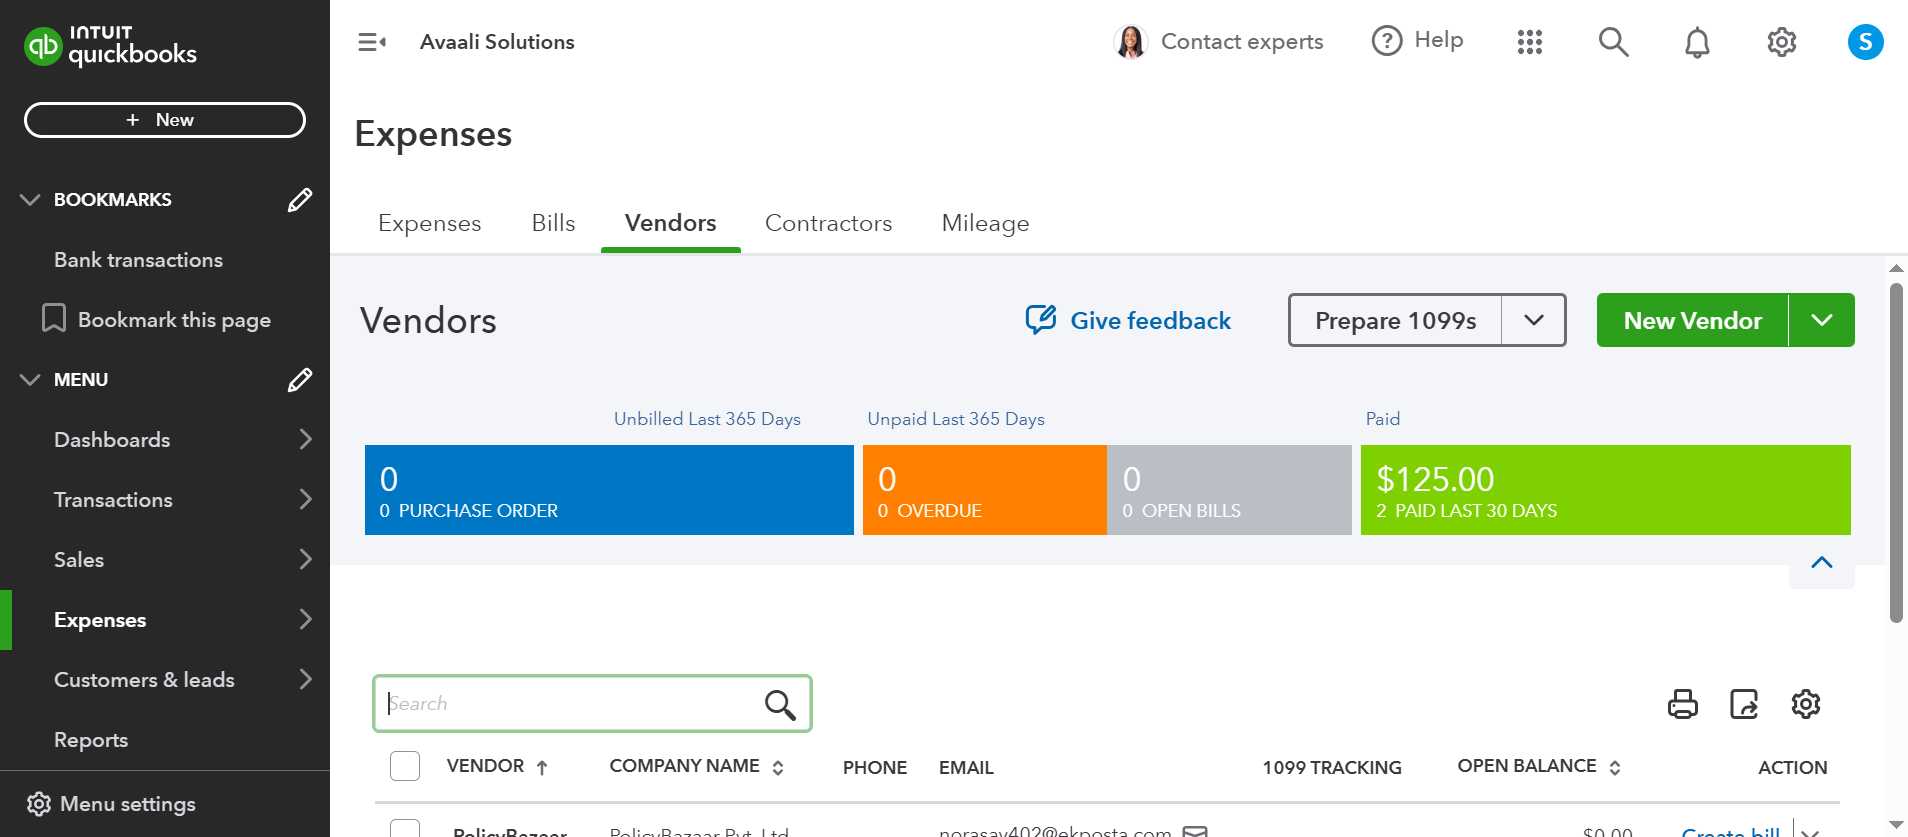 INTUIT
quickbooks
Avaali Solutions
Contact experts
Help
S
+ New
Expenses
BOOKMARKS
Expenses
Bills
Vendors
Contractors
Mileage
Bank transactions
Bookmark this page
Vendors
Give feedback
Prepare 1099s
New Vendor
MENU
Dashboards
Unbilled Last 365 Days
Unpaid Last 365 Days
Paid
0
0 PURCHASE ORDER
0
0 OVERDUE
0
0 OPEN BILLS
$125.00
2 PAID LAST 30 DAYS
Transactions
Sales
Expenses
Customers & leads
Search
Reports
VENDOR
COMPANY NAME
PHONE
EMAIL
1099 TRACKING
OPEN BALANCE
ACTION
Menu settings
PolicyBazaar
PolicyBazaar Pvt. Ltd
norasay402@ekposta.com
$0.00
Create bill